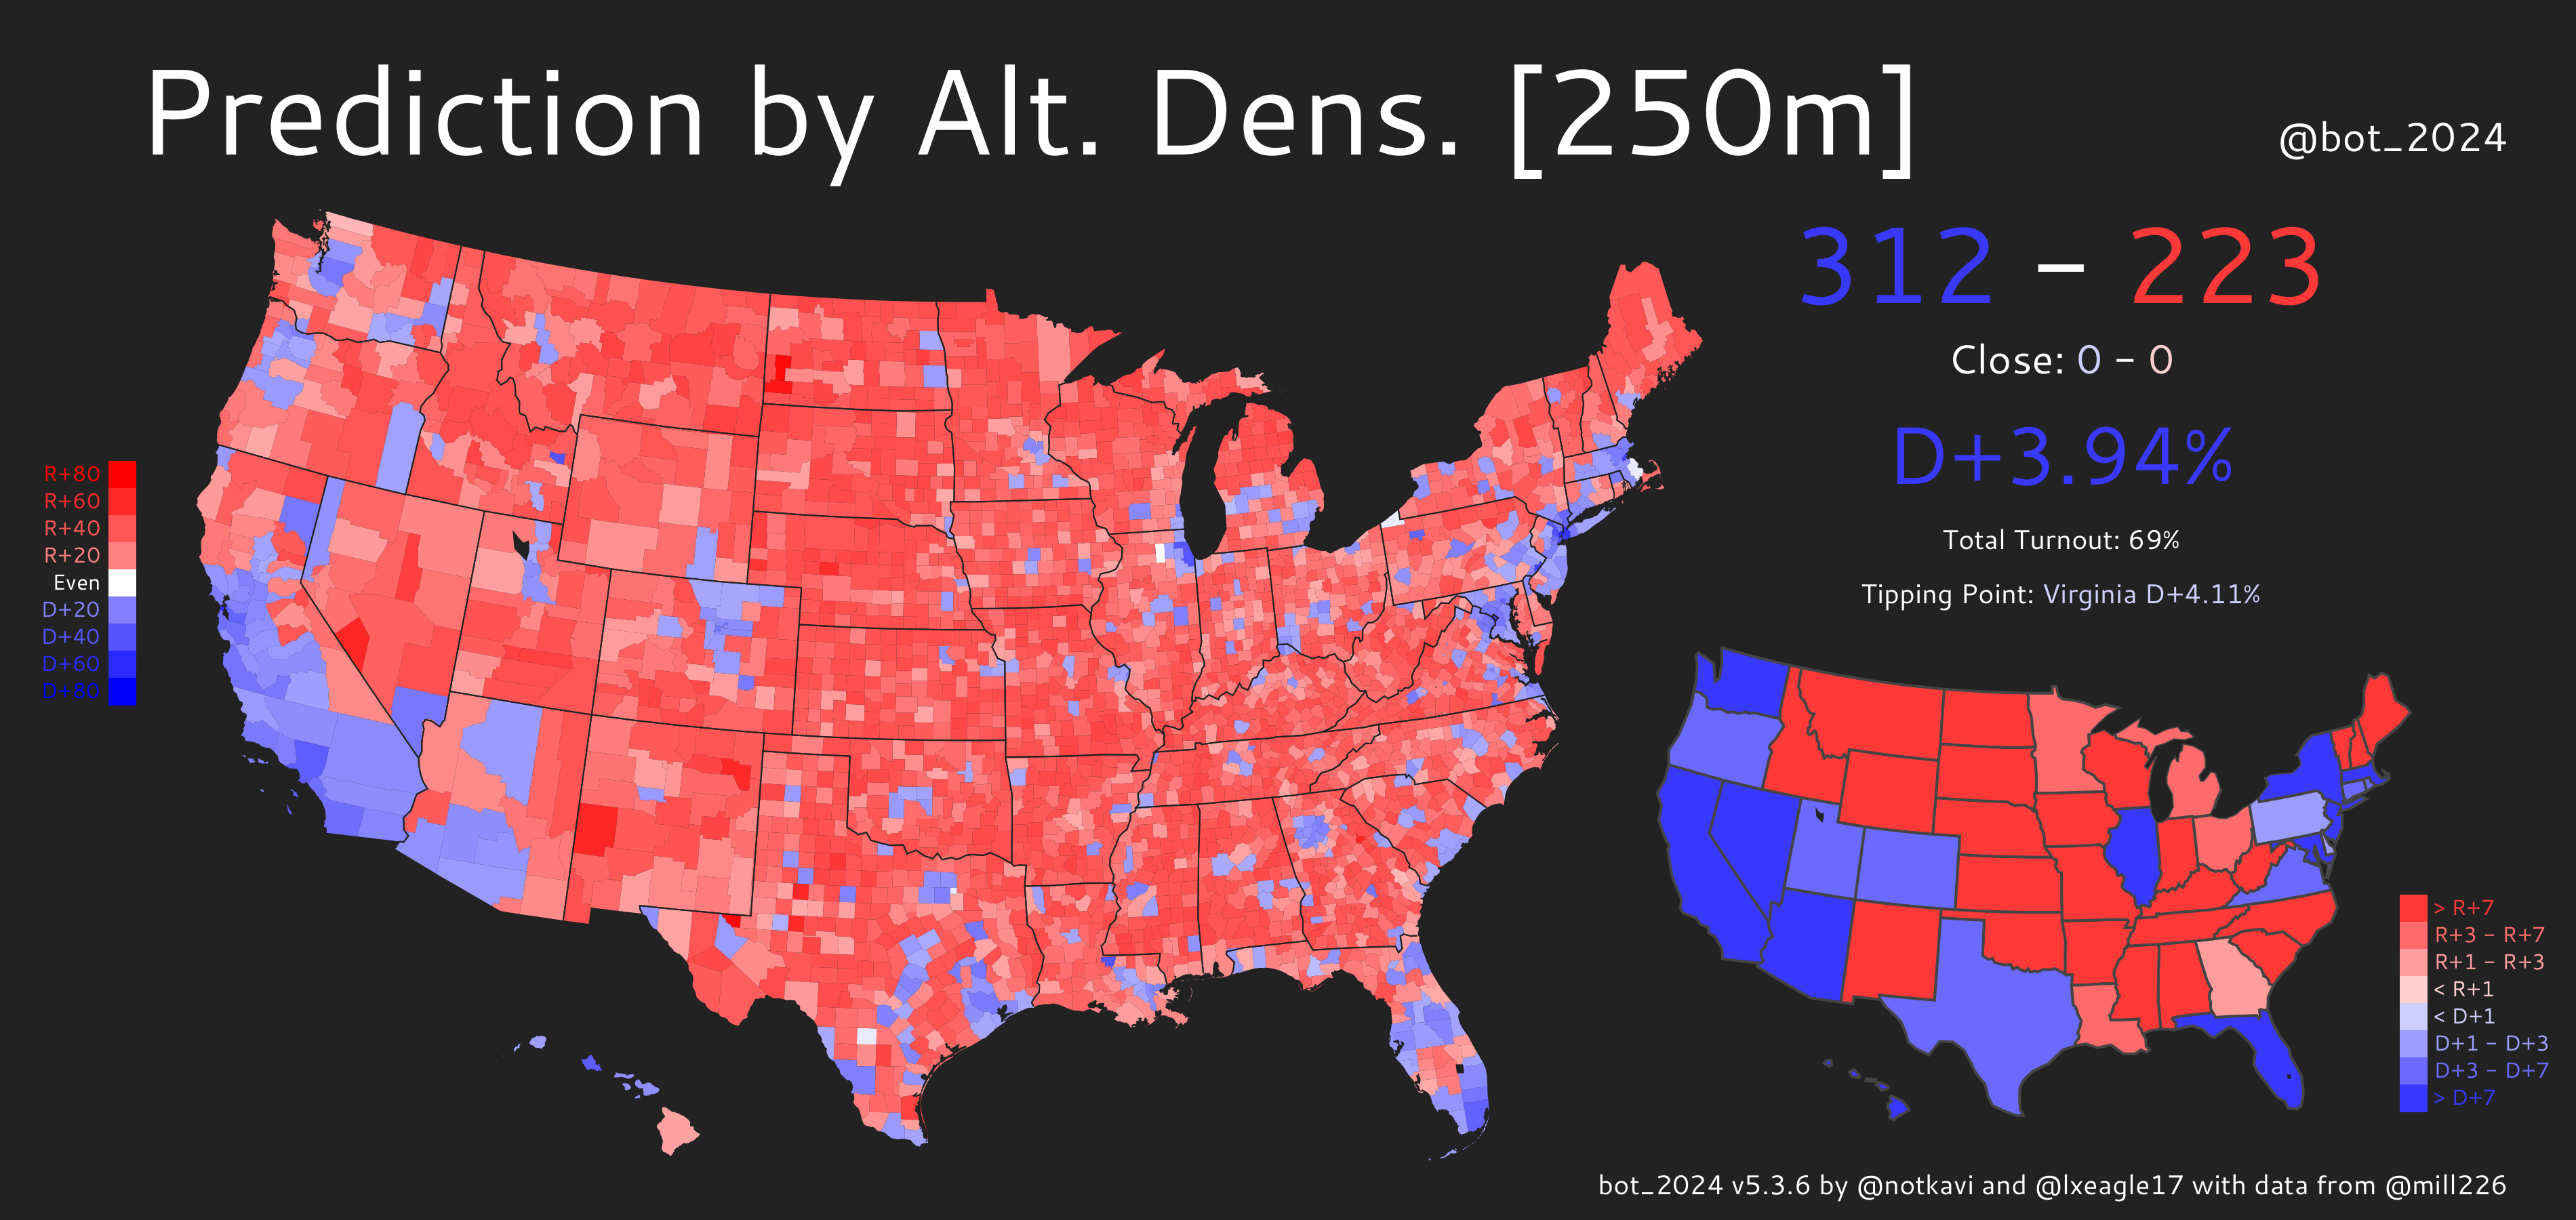 Prediction by Alt. Dens. [250m]
@bot_2024
312 – 223
Close: 0 – 0
D+3.94%
Total Turnout: 69%
Tipping Point: Virginia D+4.11%
R+80
R+60
R+40
R+20
Even
D+20
D+40
D+60
D+80
> R+7
R+3 – R+7
R+1 – R+3
< R+1
< D+1
D+1 – D+3
D+3 – D+7
> D+7
bot_2024 v5.3.6 by @notkavi and @lxeagle17 with data from @mill226